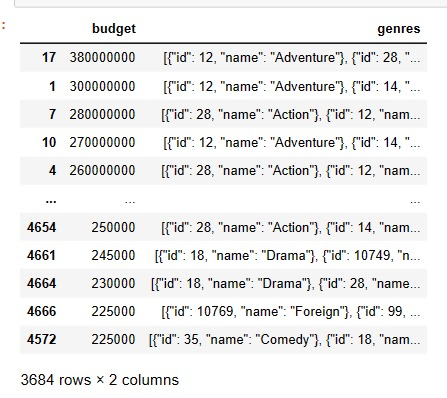 budget genres
17 380000000 [{"id": 12, "name": "Adventure"}, {"id": 28, "...
1 300000000 [{"id": 12, "name": "Adventure"}, {"id": 14, "...
7 280000000 [{"id": 28, "name": "Action"}, {"id": 12, "nam...
10 270000000 [{"id": 12, "name": "Adventure"}, {"id": 14, "...
4 260000000 [{"id": 28, "name": "Action"}, {"id": 12, "nam...
... ... ...
4654 250000 [{"id": 28, "name": "Action"}, {"id": 14, "nam...
4661 245000 [{"id": 18, "name": "Drama"}, {"id": 10749, "n...
4664 230000 [{"id": 18, "name": "Drama"}, {"id": 28, "name...
4666 225000 [{"id": 10769, "name": "Foreign"}, {"id": 99, ...
4572 225000 [{"id": 35, "name": "Comedy"}, {"id": 18, "nam...
3684 rows × 2 columns